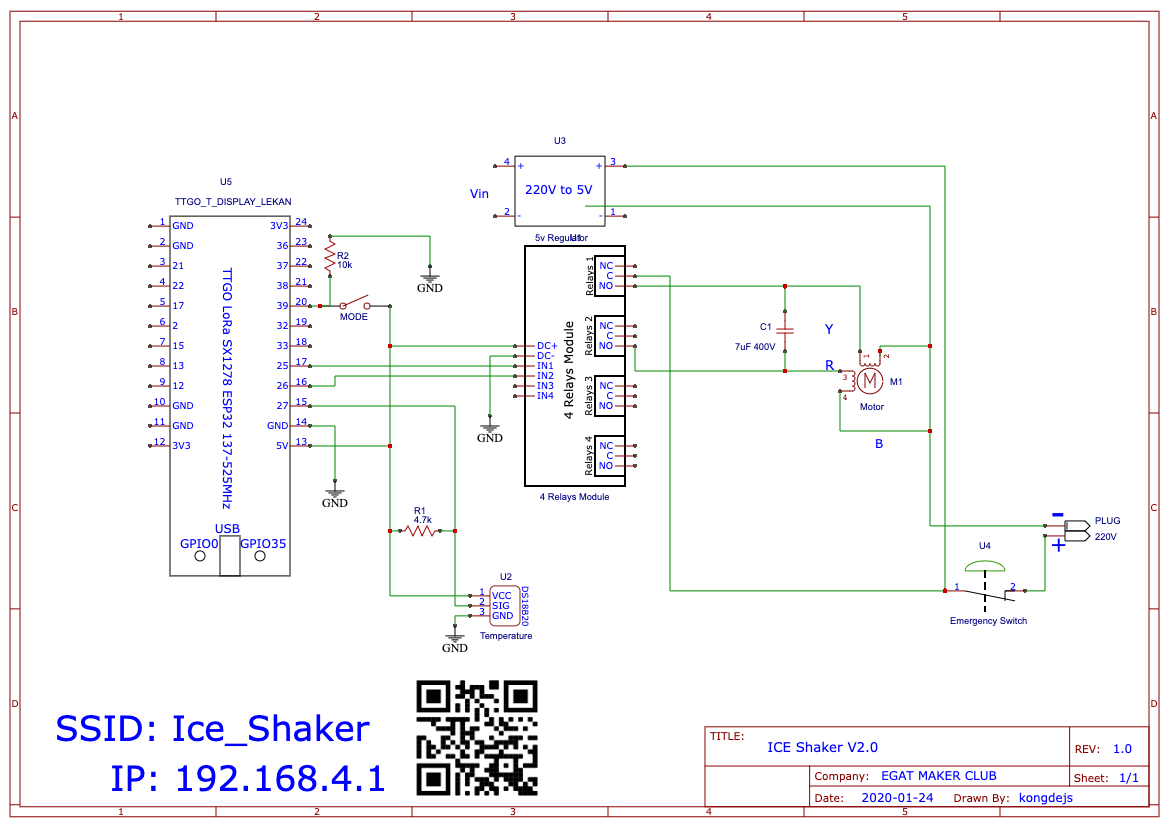 1 2 3 4 5
A A
B B
C C
D D
U3
4 + + 3
Vin
220V to 5V
2 - - 1
5v Regulator
U5
TTGO_T_DISPLAY_LEKAN
1 GND 3V3 24
2 GND 36 23
3 21 37 22
4 22 38 21
5 17 39 20
6 2 32 19
7 15 33 18
8 13 25 17
9 12 26 16
10 GND 27 15
11 GND GND 14
12 3V3 5V 13
TTGO LoRa SX1278 ESP32 137-525MHz
USB
GPIO0 GPIO35
R2
10k
GND
MODE
GND
DC+
DC-
IN1
IN2
IN3
IN4
GND
4 Relays Module
Relays 1
NC
C
NO
Relays 2
NC
C
NO
Relays 3
NC
C
NO
Relays 4
NC
C
NO
4 Relays Module
C1
7uF 400V
Y
R
B
1 2
3
4
M
M1
Motor
R1
4.7k
U2
1 VCC
2 SIG
3 GND
DS18B20
Temperature
GND
-
PLUG
220V
+
U4
1 2
Emergency Switch
SSID: Ice_Shaker
IP: 192.168.4.1
TITLE:
ICE Shaker V2.0
REV: 1.0
Company: EGAT MAKER CLUB
Sheet: 1/1
Date: 2020-01-24 Drawn By: kongdejs
1 2 3 4 5